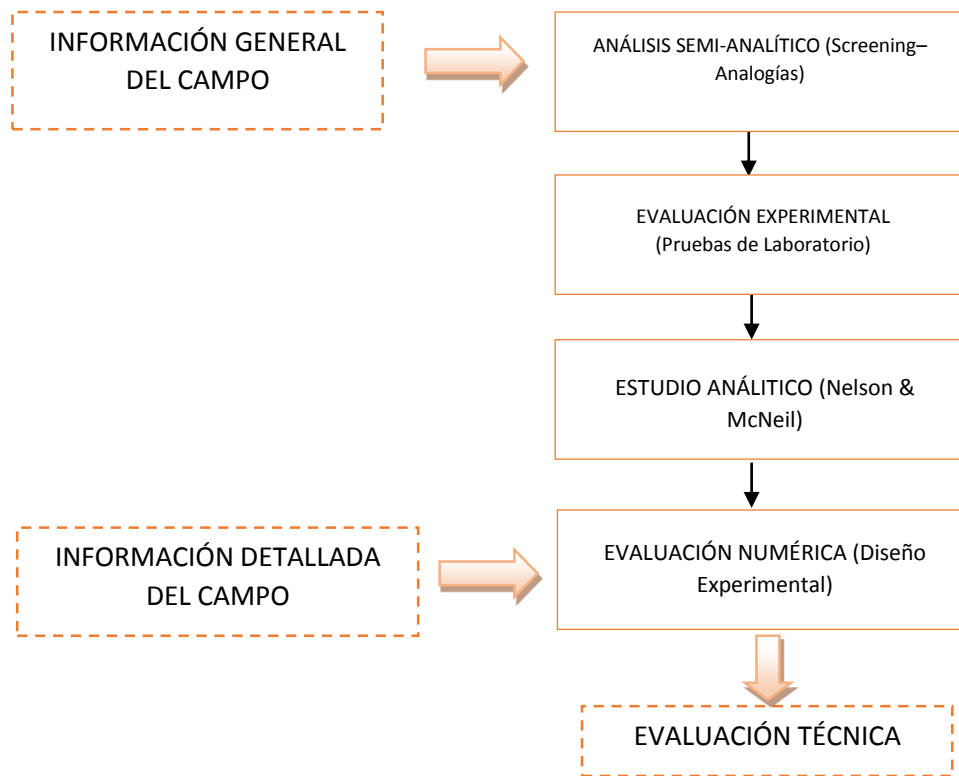 INFORMACIÓN GENERAL
DEL CAMPO
ANÁLISIS SEMI-ANALÍTICO (Screening–
Analogías)
EVALUACIÓN EXPERIMENTAL
(Pruebas de Laboratorio)
ESTUDIO ANÁLITICO (Nelson &
McNeil)
INFORMACIÓN DETALLADA
DEL CAMPO
EVALUACIÓN NUMÉRICA (Diseño
Experimental)
EVALUACIÓN TÉCNICA